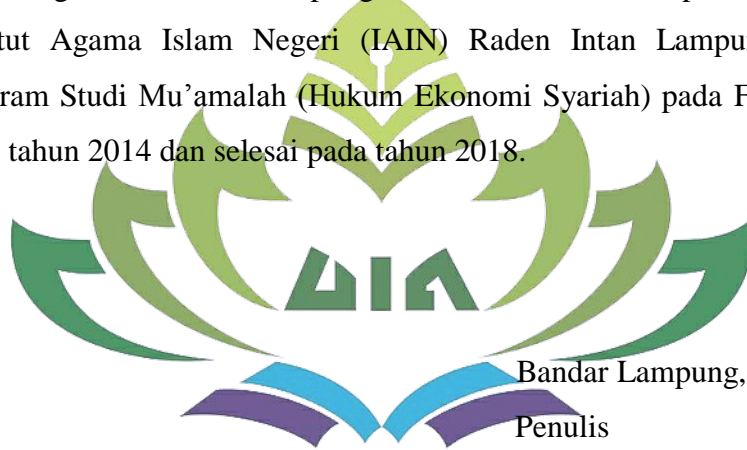 tut Agama Islam Negeri (IAIN) Raden Intan Lampu
ram Studi Mu’amalah (Hukum Ekonomi Syariah) pada F
tahun 2014 dan selesai pada tahun 2018.
UIN
Bandar Lampung,
Penulis